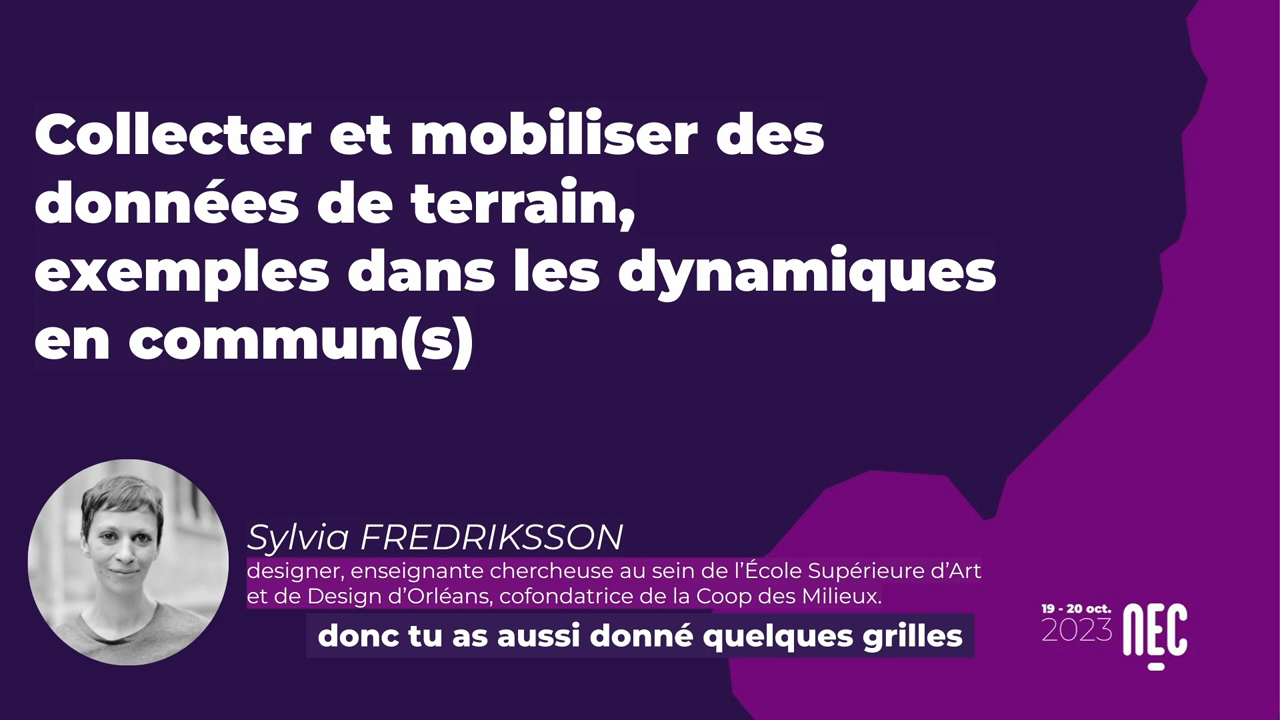 Collecter et mobiliser des
données de terrain,
exemples dans les dynamiques
en commun(s)
Sylvia FREDRIKSSON
designer, enseignante chercheuse au sein de l'École Supérieure d'Art
et de Design d'Orléans, cofondatrice de la Coop des Milieux.
donc tu as aussi donné quelques grilles
19 - 20 oct.
2023
NEC